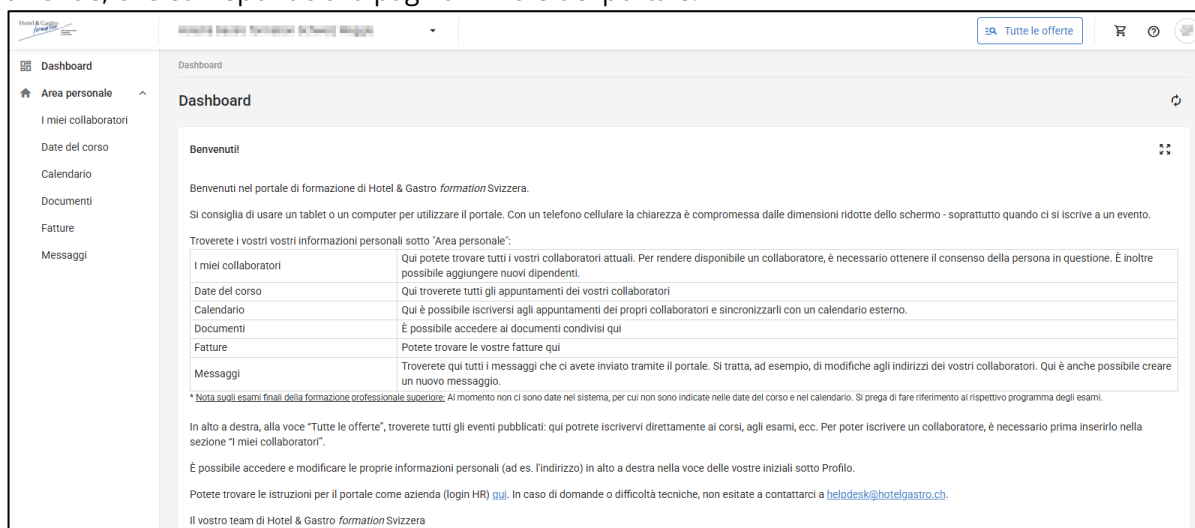 Hotel & Gastro
formation
Tutte le offerte
Dashboard
Area personale
I miei collaboratori
Date del corso
Calendario
Documenti
Fatture
Messaggi
Dashboard
Dashboard
Benvenuti!
Benvenuti nel portale di formazione di Hotel & Gastro formation Svizzera.
Si consiglia di usare un tablet o un computer per utilizzare il portale. Con un telefono cellulare la chiarezza è compromessa dalle dimensioni ridotte dello schermo - soprattutto quando ci si iscrive a un evento.
Troverete i vostri vostri informazioni personali sotto "Area personale":
I miei collaboratori
Qui potete trovare tutti i vostri collaboratori attuali. Per rendere disponibile un collaboratore, è necessario ottenere il consenso della persona in questione. È inoltre
possibile aggiungere nuovi dipendenti.
Date del corso
Qui troverete tutti gli appuntamenti dei vostri collaboratori
Calendario
Qui è possibile iscriversi agli appuntamenti dei propri collaboratori e sincronizzarli con un calendario esterno.
Documenti
È possibile accedere ai documenti condivisi qui
Fatture
Potete trovare le vostre fatture qui
Messaggi
Troverete qui tutti i messaggi che ci avete inviato tramite il portale. Si tratta, ad esempio, di modifiche agli indirizzi dei vostri collaboratori. Qui è anche possibile creare
un nuovo messaggio.
* Nota sugli esami finali della formazione professionale superiore: Al momento non ci sono date nel sistema, per cui non sono indicate nelle date del corso e nel calendario. Si prega di fare riferimento al rispettivo programma degli esami.
In alto a destra, alla voce "Tutte le offerte", troverete tutti gli eventi pubblicati: qui potrete iscrivervi direttamente ai corsi, agli esami, ecc. Per poter iscrivere un collaboratore, è necessario prima inserirlo nella
sezione "I miei collaboratori".
È possibile accedere e modificare le proprie informazioni personali (ad es. l'indirizzo) in alto a destra nella voce delle vostre iniziali sotto Profilo.
Potete trovare le istruzioni per il portale come azienda (login HR) qui. In caso di domande o difficoltà tecniche, non esitate a contattarci a helpdesk@hotelgastro.ch.
Il vostro team di Hotel & Gastro formation Svizzera